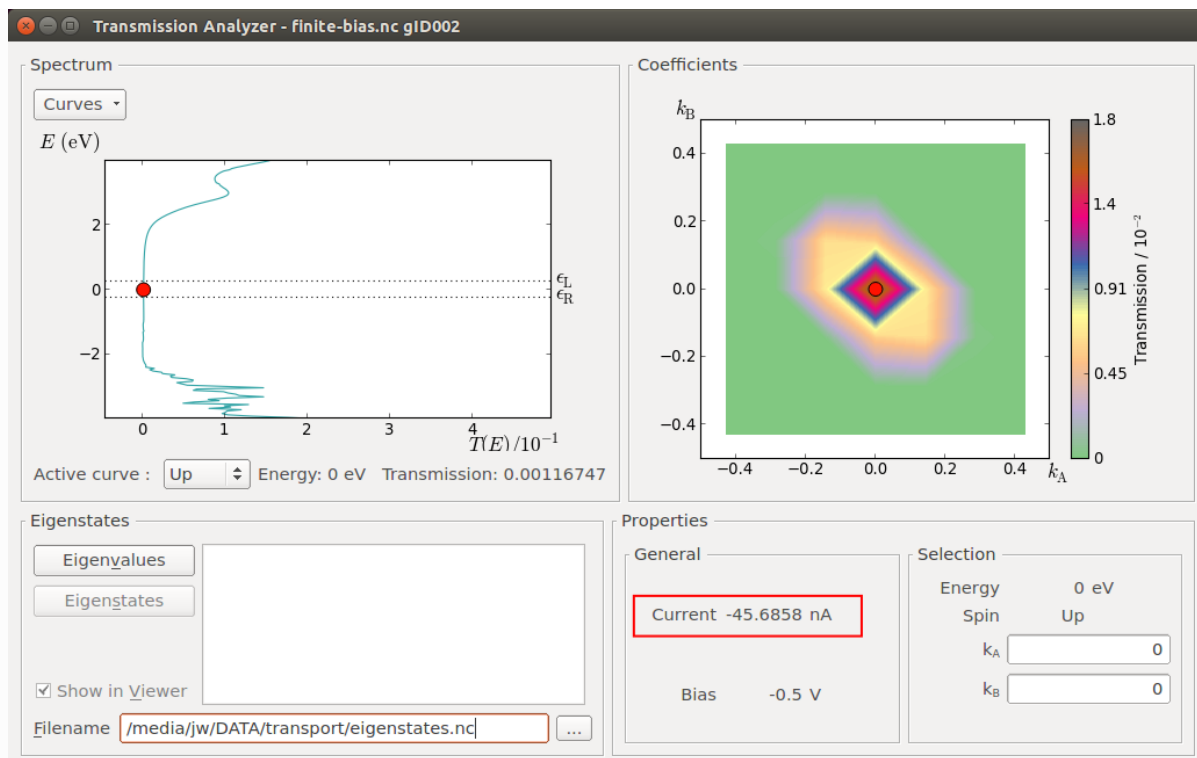 Transmission Analyzer - finite-bias.nc gID002
Spectrum
Curves
E (eV)
2
0
−2
ϵL
ϵR
0 1 2 3 4
T(E)/10⁻¹
Active curve : Up Energy: 0 eV Transmission: 0.00116747
Coefficients
kB
0.4
0.2
0.0
−0.2
−0.4
−0.4 −0.2 0.0 0.2 0.4
kA
1.8
1.4
0.91
0.45
0
Transmission / 10⁻²
Eigenstates
Eigenvalues
Eigenstates
Show in Viewer
Filename /media/jw/DATA/transport/eigenstates.nc ...
Properties
General
Current -45.6858 nA
Bias -0.5 V
Selection
Energy 0 eV
Spin Up
kA 0
kB 0